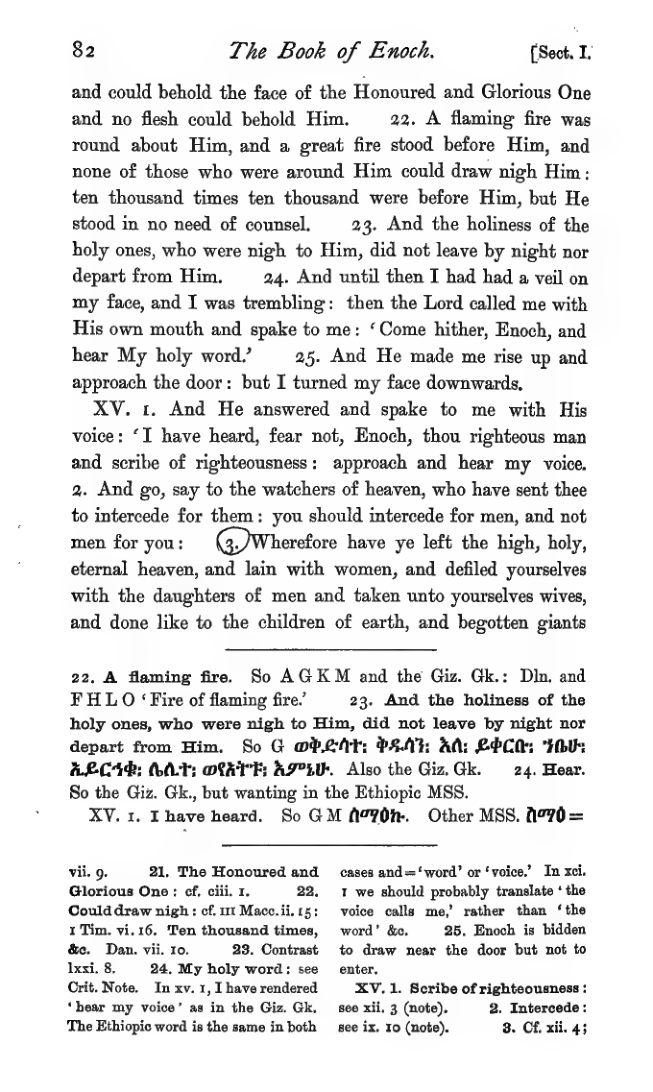 82 The Book of Enoch. [Sect. I.
and could behold the face of the Honoured and Glorious One
and no flesh could behold Him. 22. A flaming fire was
round about Him, and a great fire stood before Him, and
none of those who were around Him could draw nigh Him :
ten thousand times ten thousand were before Him, but He
stood in no need of counsel. 23. And the holiness of the
holy ones, who were nigh to Him, did not leave by night nor
depart from Him. 24. And until then I had had a veil on
my face, and I was trembling : then the Lord called me with
His own mouth and spake to me : ‘ Come hither, Enoch, and
hear My holy word.’ 25. And He made me rise up and
approach the door : but I turned my face downwards.
XV. 1. And He answered and spake to me with His
voice : ‘ I have heard, fear not, Enoch, thou righteous man
and scribe of righteousness : approach and hear my voice.
2. And go, say to the watchers of heaven, who have sent thee
to intercede for them : you should intercede for men, and not
men for you : 3. Wherefore have ye left the high, holy,
eternal heaven, and lain with women, and defiled yourselves
with the daughters of men and taken unto yourselves wives,
and done like to the children of earth, and begotten giants
22. A flaming fire. So A G K M and the Giz. Gk. : Dln. and
F H L O ‘ Fire of flaming fire.’ 23. And the holiness of the
holy ones, who were nigh to Him, did not leave by night nor
depart from Him. So G ወቅድሳተ፡ ቅዱሳን፡ እለ፡ ይቀርቡ፡ ኀቤሁ፡
ኢይርኅቁ፡ ሌሊተ፡ ወየአትቱ፡ እምኔሁ. Also the Giz. Gk. 24. Hear.
So the Giz. Gk., but wanting in the Ethiopic MSS.
XV. 1. I have heard. So G M ሰማዕኩ. Other MSS. ስማዕ =
vii. 9. 21. The Honoured and
Glorious One : cf. ciii. 1. 22.
Could draw nigh : cf. III Macc. ii. 15 :
1 Tim. vi. 16. Ten thousand times,
&c. Dan. vii. 10. 23. Contrast
lxxi. 8. 24. My holy word : see
Crit. Note. In xv. 1, I have rendered
‘ hear my voice ’ as in the Giz. Gk.
The Ethiopic word is the same in both
cases and = ‘ word ’ or ‘ voice.’ In xci.
1 we should probably translate ‘ the
voice calls me,’ rather than ‘ the
word ’ &c. 25. Enoch is bidden
to draw near the door but not to
enter.
XV. 1. Scribe of righteousness :
see xii. 3 (note). 2. Intercede :
see ix. 10 (note). 3. Cf. xii. 4 ;